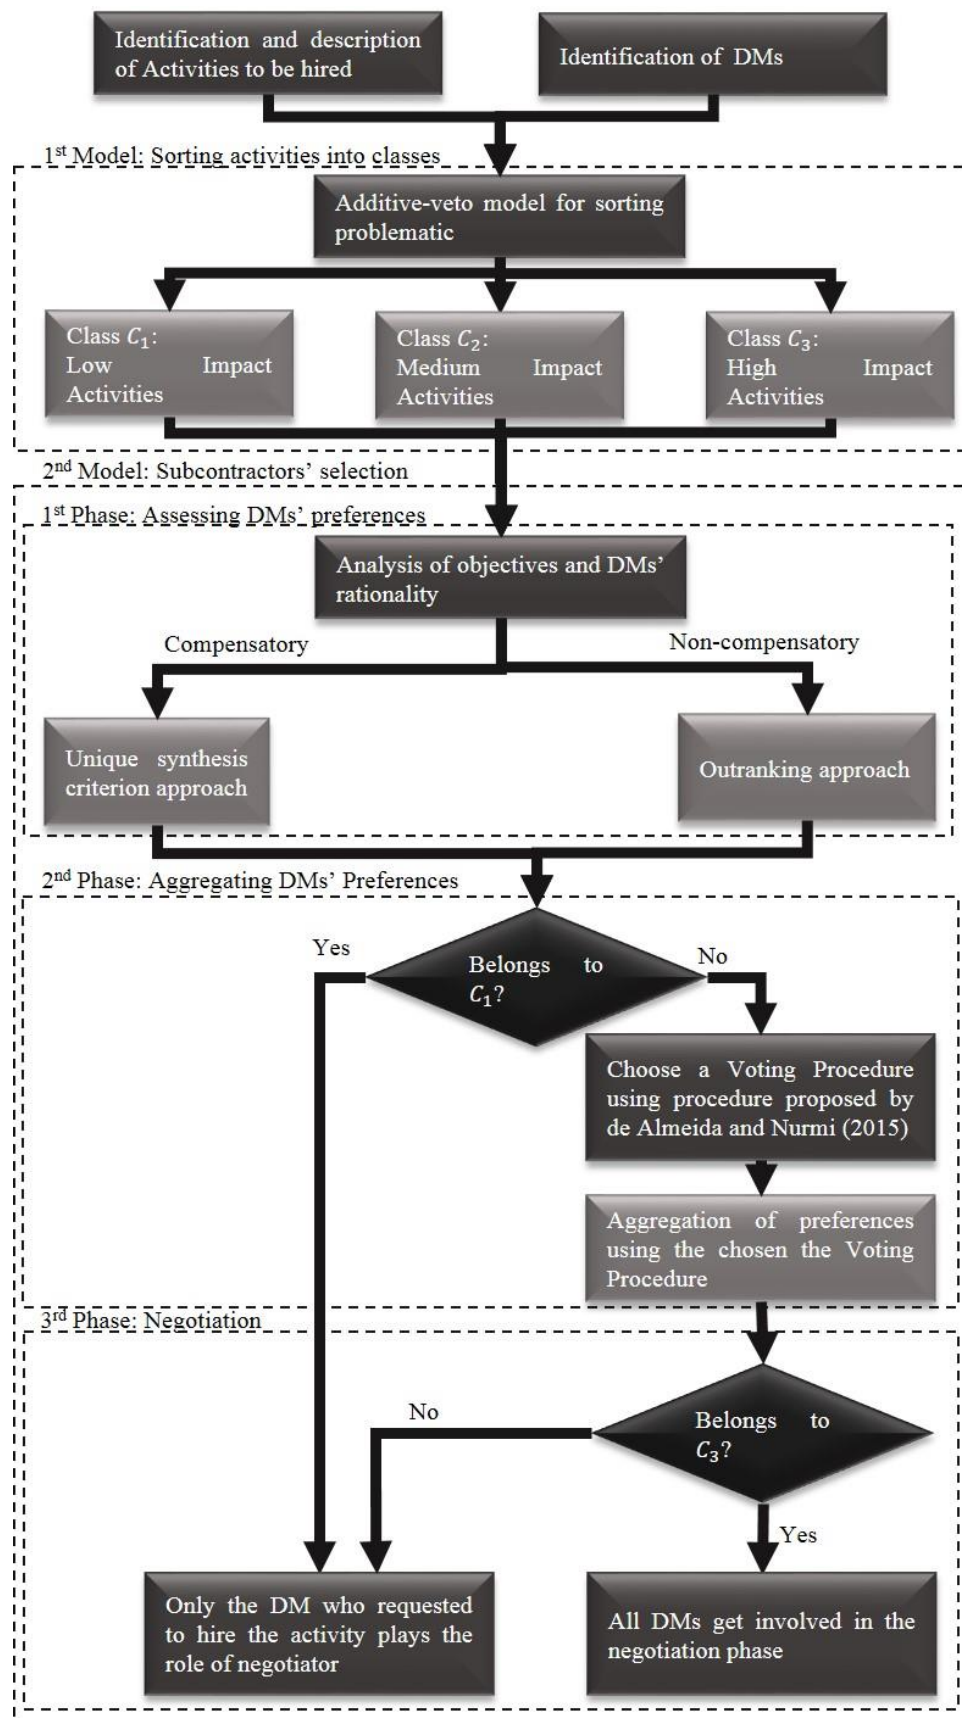 Identification and description
of Activities to be hired
Identification of DMs
1st Model: Sorting activities into classes
Additive-veto model for sorting
problematic
Class C₁:
Low Impact
Activities
Class C₂:
Medium Impact
Activities
Class C₃:
High Impact
Activities
2nd Model: Subcontractors’ selection
1st Phase: Assessing DMs’ preferences
Analysis of objectives and DMs’
rationality
Compensatory
Non-compensatory
Unique synthesis
criterion approach
Outranking approach
2nd Phase: Aggregating DMs’ Preferences
Yes
Belongs to
C₁?
No
Choose a Voting Procedure
using procedure proposed by
de Almeida and Nurmi (2015)
Aggregation of preferences
using the chosen the Voting
Procedure
3rd Phase: Negotiation
No
Belongs to
C₃?
Yes
Only the DM who requested
to hire the activity plays the
role of negotiator
All DMs get involved in the
negotiation phase